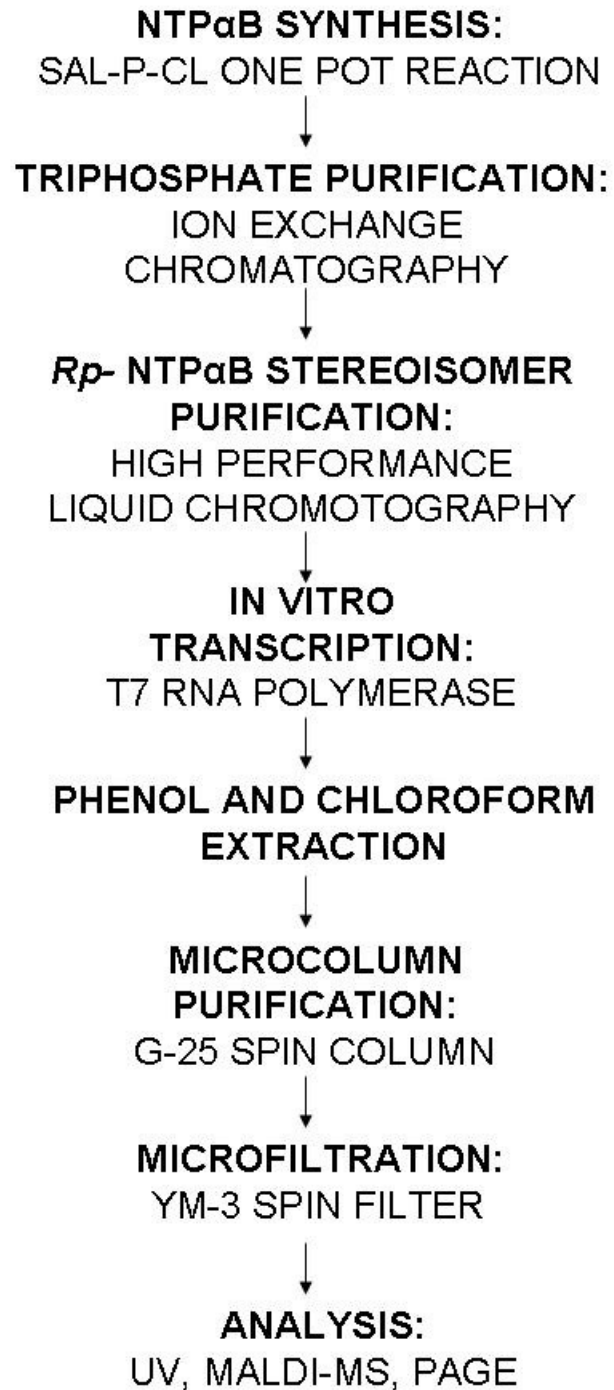 NTPαB SYNTHESIS:
SAL-P-CL ONE POT REACTION
TRIPHOSPHATE PURIFICATION:
ION EXCHANGE
CHROMATOGRAPHY
Rp- NTPαB STEREOISOMER
PURIFICATION:
HIGH PERFORMANCE
LIQUID CHROMOTOGRAPHY
IN VITRO
TRANSCRIPTION:
T7 RNA POLYMERASE
PHENOL AND CHLOROFORM
EXTRACTION
MICROCOLUMN
PURIFICATION:
G-25 SPIN COLUMN
MICROFILTRATION:
YM-3 SPIN FILTER
ANALYSIS:
UV, MALDI-MS, PAGE